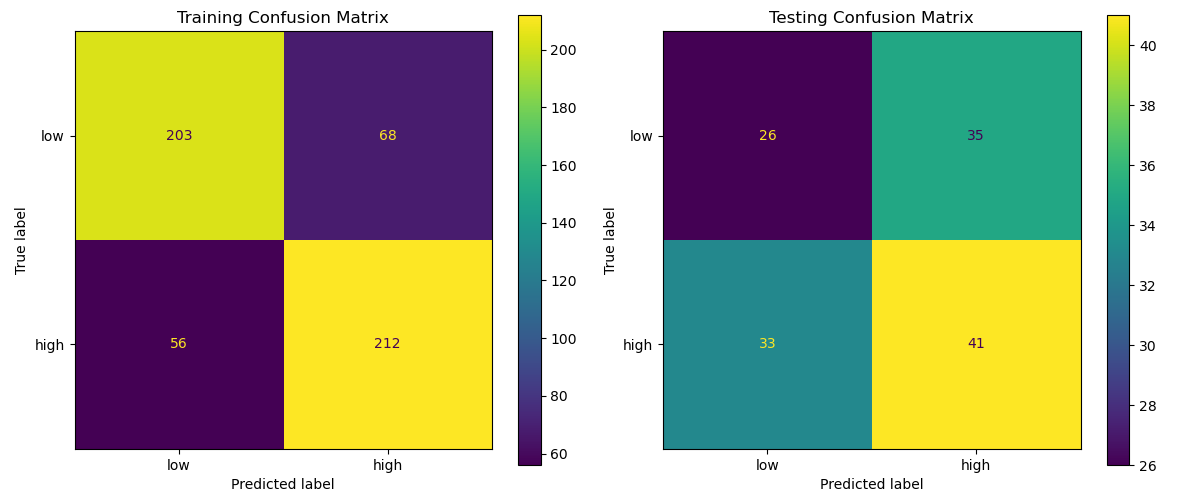 Training Confusion Matrix
True label
low
high
203
68
56
212
low
high
Predicted label
200
180
160
140
120
100
80
60
Testing Confusion Matrix
True label
low
high
26
35
33
41
low
high
Predicted label
40
38
36
34
32
30
28
26